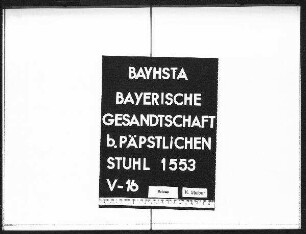 BAYHSTA
BAYERISCHE
GESANDTSCHAFT
b. PÄPSTLICHEN
STUHL 1553
V-16